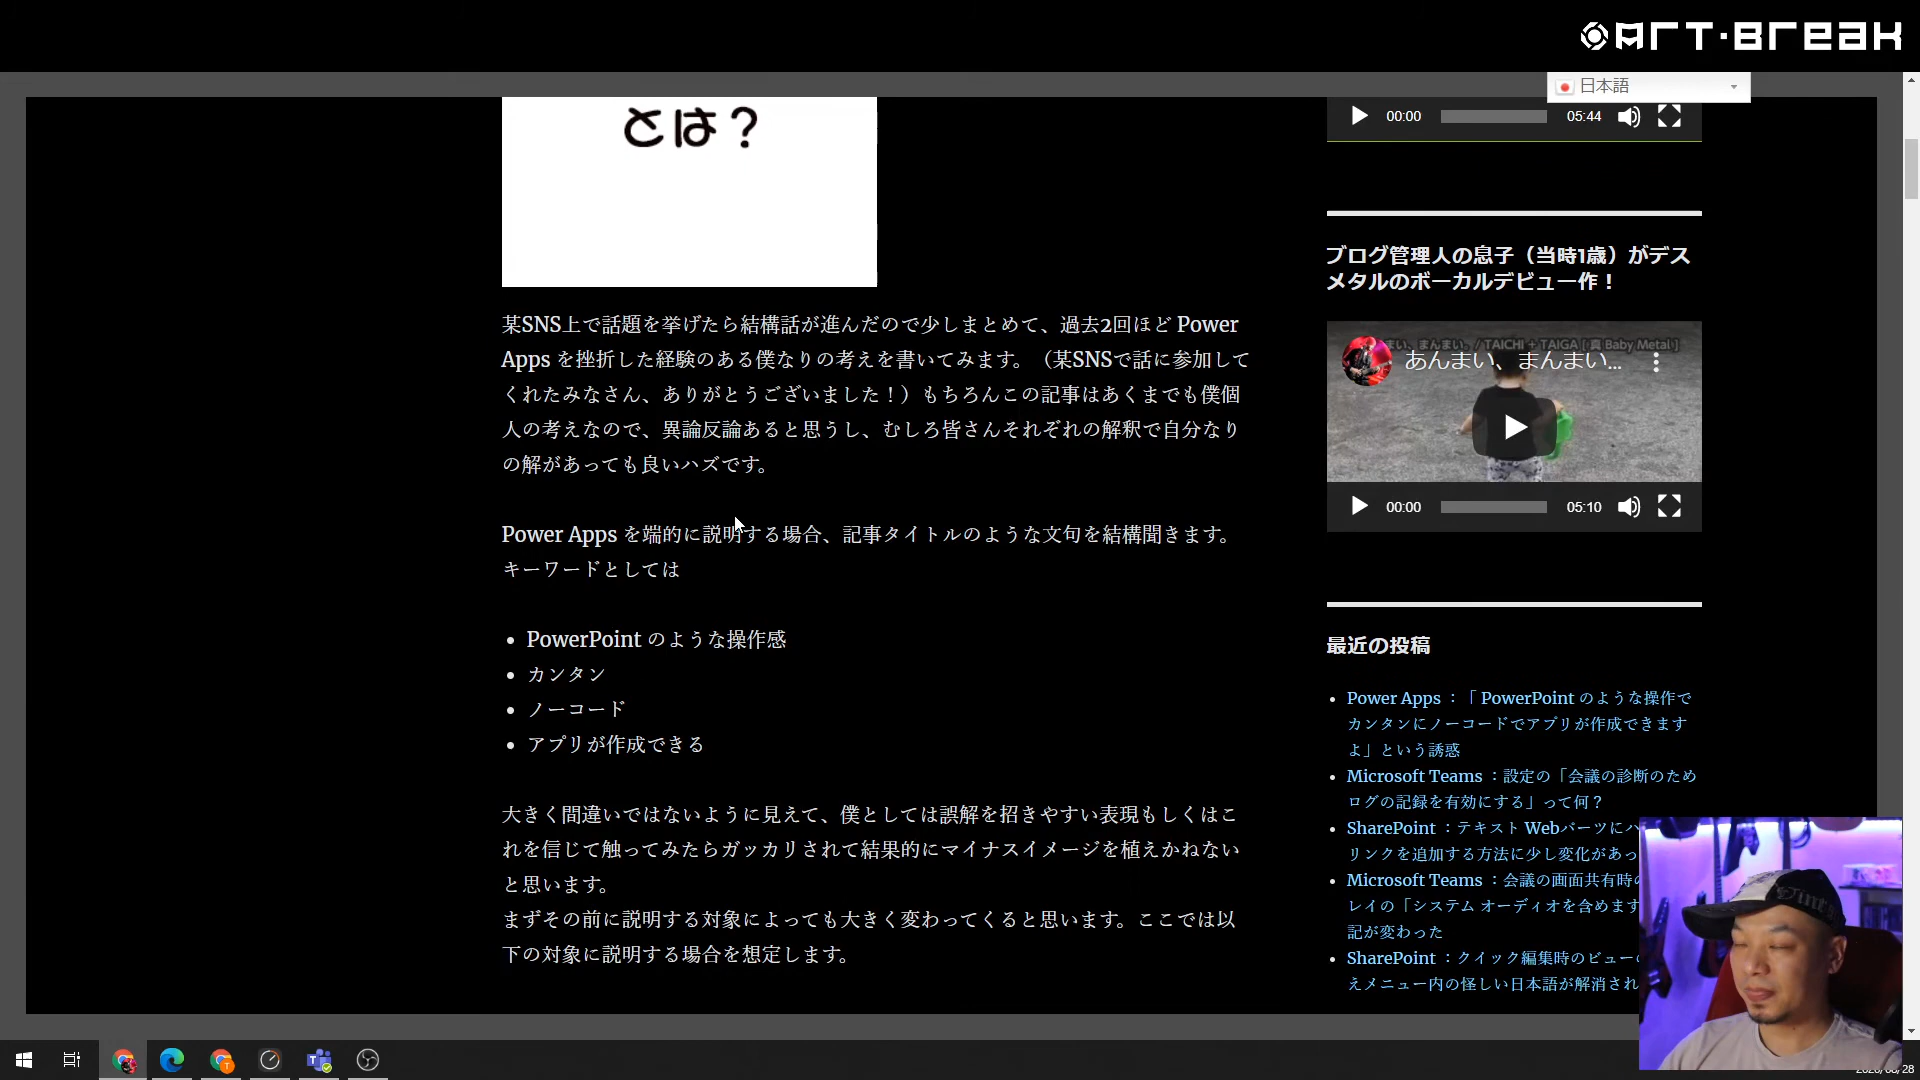 ART·Break
日本語
とは？
某SNS上で話題を挙げたら結構話が進んだので少しまとめて、過去2回ほど Power
Apps を挫折した経験のある僕なりの考えを書いてみます。（某SNSで話に参加して
くれたみなさん、ありがとうございました！）もちろんこの記事はあくまでも僕個
人の考えなので、異論反論あると思うし、むしろ皆さんそれぞれの解釈で自分なり
の解があっても良いハズです。
Power Apps を端的に説明する場合、記事タイトルのような文句を結構聞きます。
キーワードとしては
• PowerPoint のような操作感
• カンタン
• ノーコード
• アプリが作成できる
大きく間違いではないように見えて、僕としては誤解を招きやすい表現もしくはこ
れを信じて触ってみたらガッカリされて結果的にマイナスイメージを植えかねない
と思います。
まずその前に説明する対象によっても大きく変わってくると思います。ここでは以
下の対象に説明する場合を想定します。
00:00 05:44
ブログ管理人の息子（当時1歳）がデス
メタルのボーカルデビュー作！
まい、まんまい。/ TAICHI + TAIGA [ 真 Baby Metal ]
あんまい、まんまい...
00:00 05:10
最近の投稿
• Power Apps ：「 PowerPoint のような操作で
カンタンにノーコードでアプリが作成できます
よ」という誘惑
• Microsoft Teams ：設定の「会議の診断のため
ログの記録を有効にする」って何？
• SharePoint ：テキスト Webパーツにハ
リンクを追加する方法に少し変化があっ
• Microsoft Teams ：会議の画面共有時の
レイの「システム オーディオを含めます
記が変わった
• SharePoint ：クイック編集時のビューの
えメニュー内の怪しい日本語が解消され